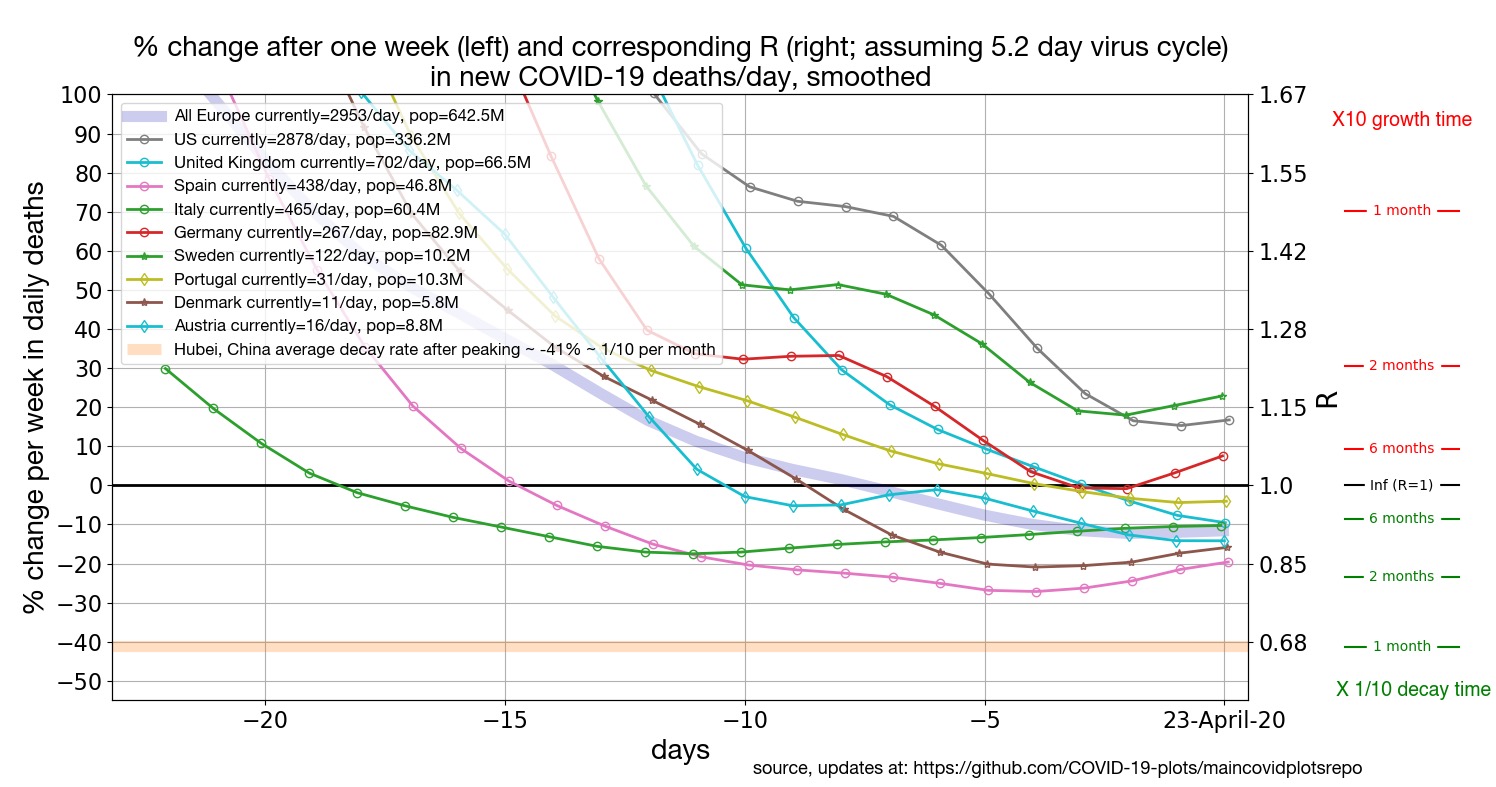 % change after one week (left) and corresponding R (right; assuming 5.2 day virus cycle)
in new COVID-19 deaths/day, smoothed
% change per week in daily deaths
100
90
80
70
60
50
40
30
20
10
0
−10
−20
−30
−40
−50
All Europe currently=2953/day, pop=642.5M
US currently=2878/day, pop=336.2M
United Kingdom currently=702/day, pop=66.5M
Spain currently=438/day, pop=46.8M
Italy currently=465/day, pop=60.4M
Germany currently=267/day, pop=82.9M
Sweden currently=122/day, pop=10.2M
Portugal currently=31/day, pop=10.3M
Denmark currently=11/day, pop=5.8M
Austria currently=16/day, pop=8.8M
Hubei, China average decay rate after peaking ~ -41% ~ 1/10 per month
1.67
1.55
1.42
1.28
1.15
1.0
0.85
0.68
R
X10 growth time
1 month
2 months
6 months
Inf (R=1)
6 months
2 months
1 month
X 1/10 decay time
−20
−15
−10
−5
23-April-20
days
source, updates at: https://github.com/COVID-19-plots/maincovidplotsrepo